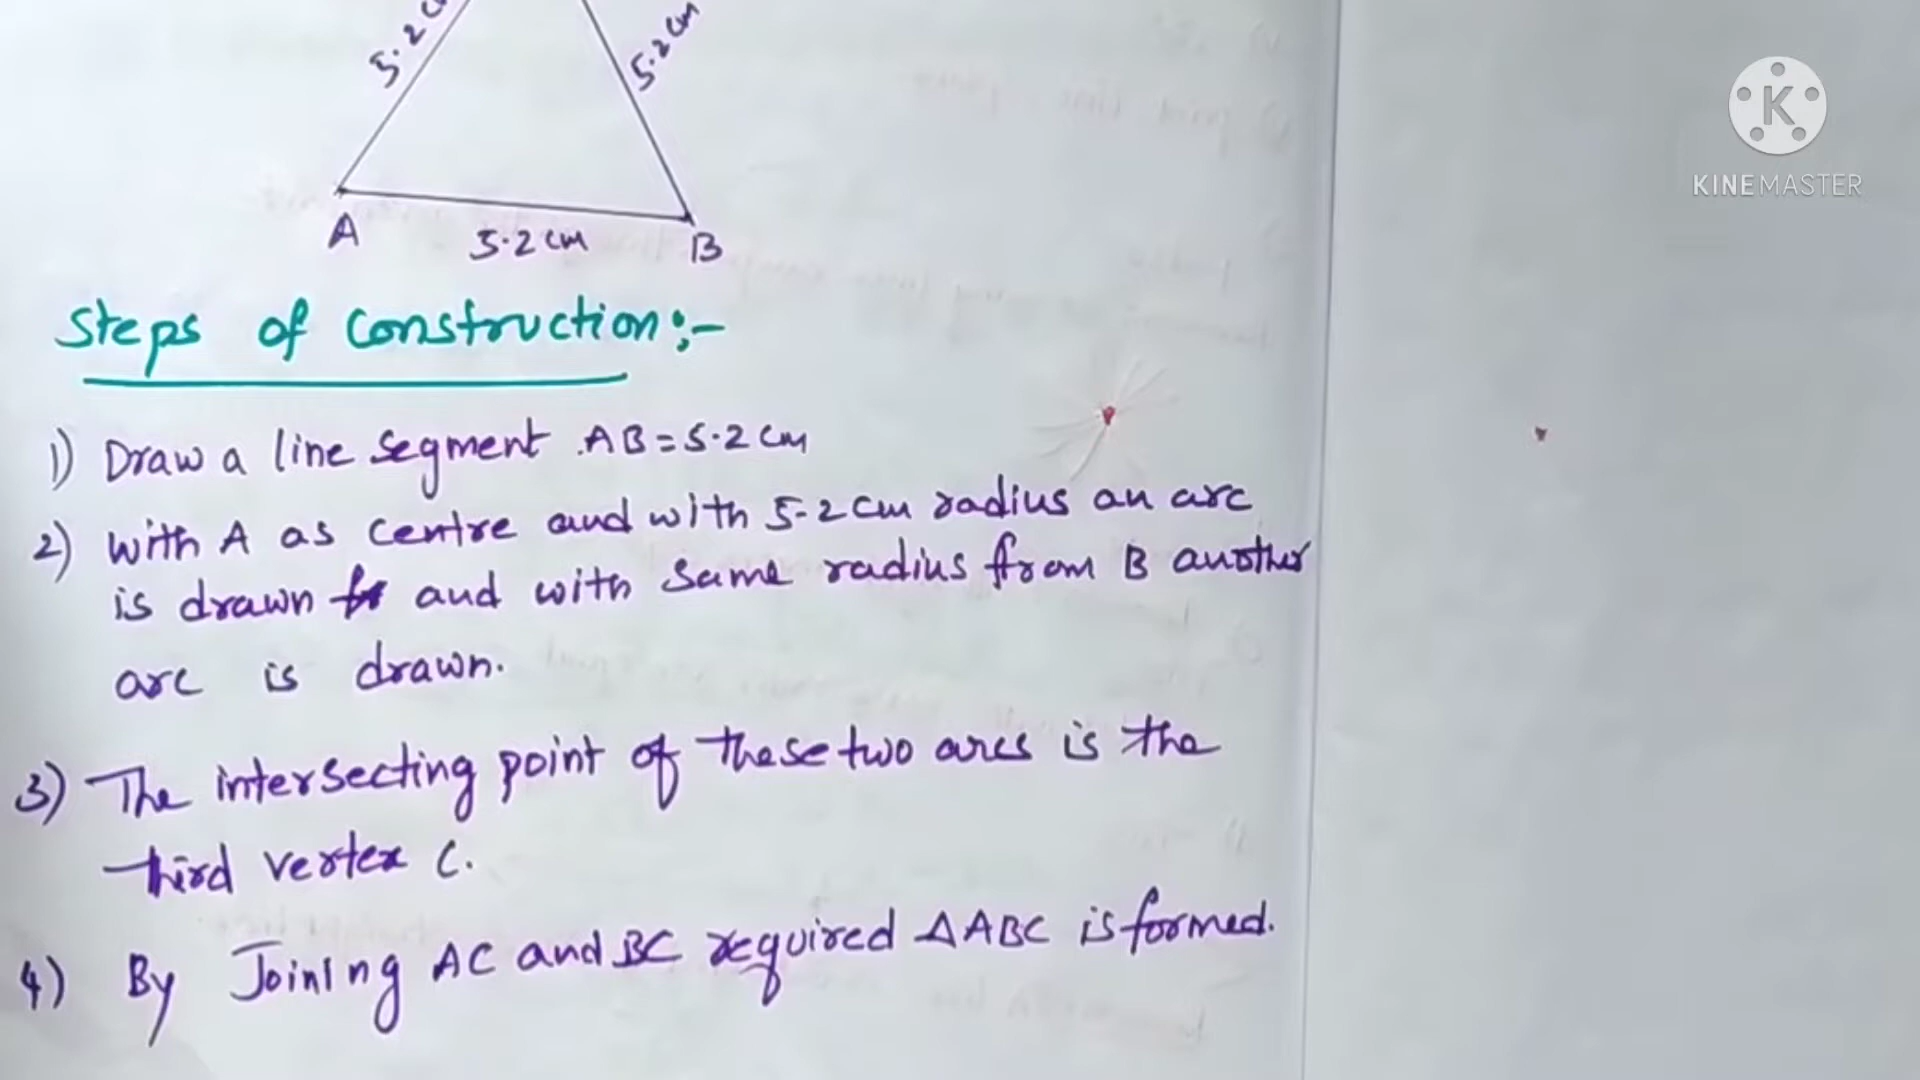 5.2 cm
5.2 cm
A
5.2 cm
B
K
KINEMASTER
Steps of Construction:-
1) Draw a line segment AB = 5.2 cm
2) with A as centre and with 5.2 cm radius an arc
is drawn and with same radius from B another
arc is drawn.
3) The intersecting point of these two arcs is the
third vertex C.
4) By Joining AC and BC required ΔABC is formed.